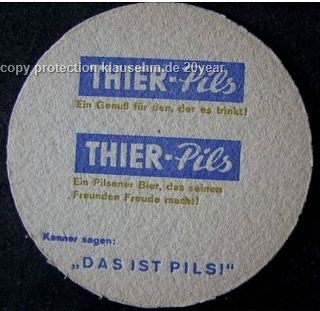 copy protection klausehm.de 20year
THIER-Pils
Ein Genuß für den, der es trinkt!
THIER-Pils
Ein Pilsener Bier, das seinen
Freunden Freude macht!
Kenner sagen:
„DAS IST PILS!"